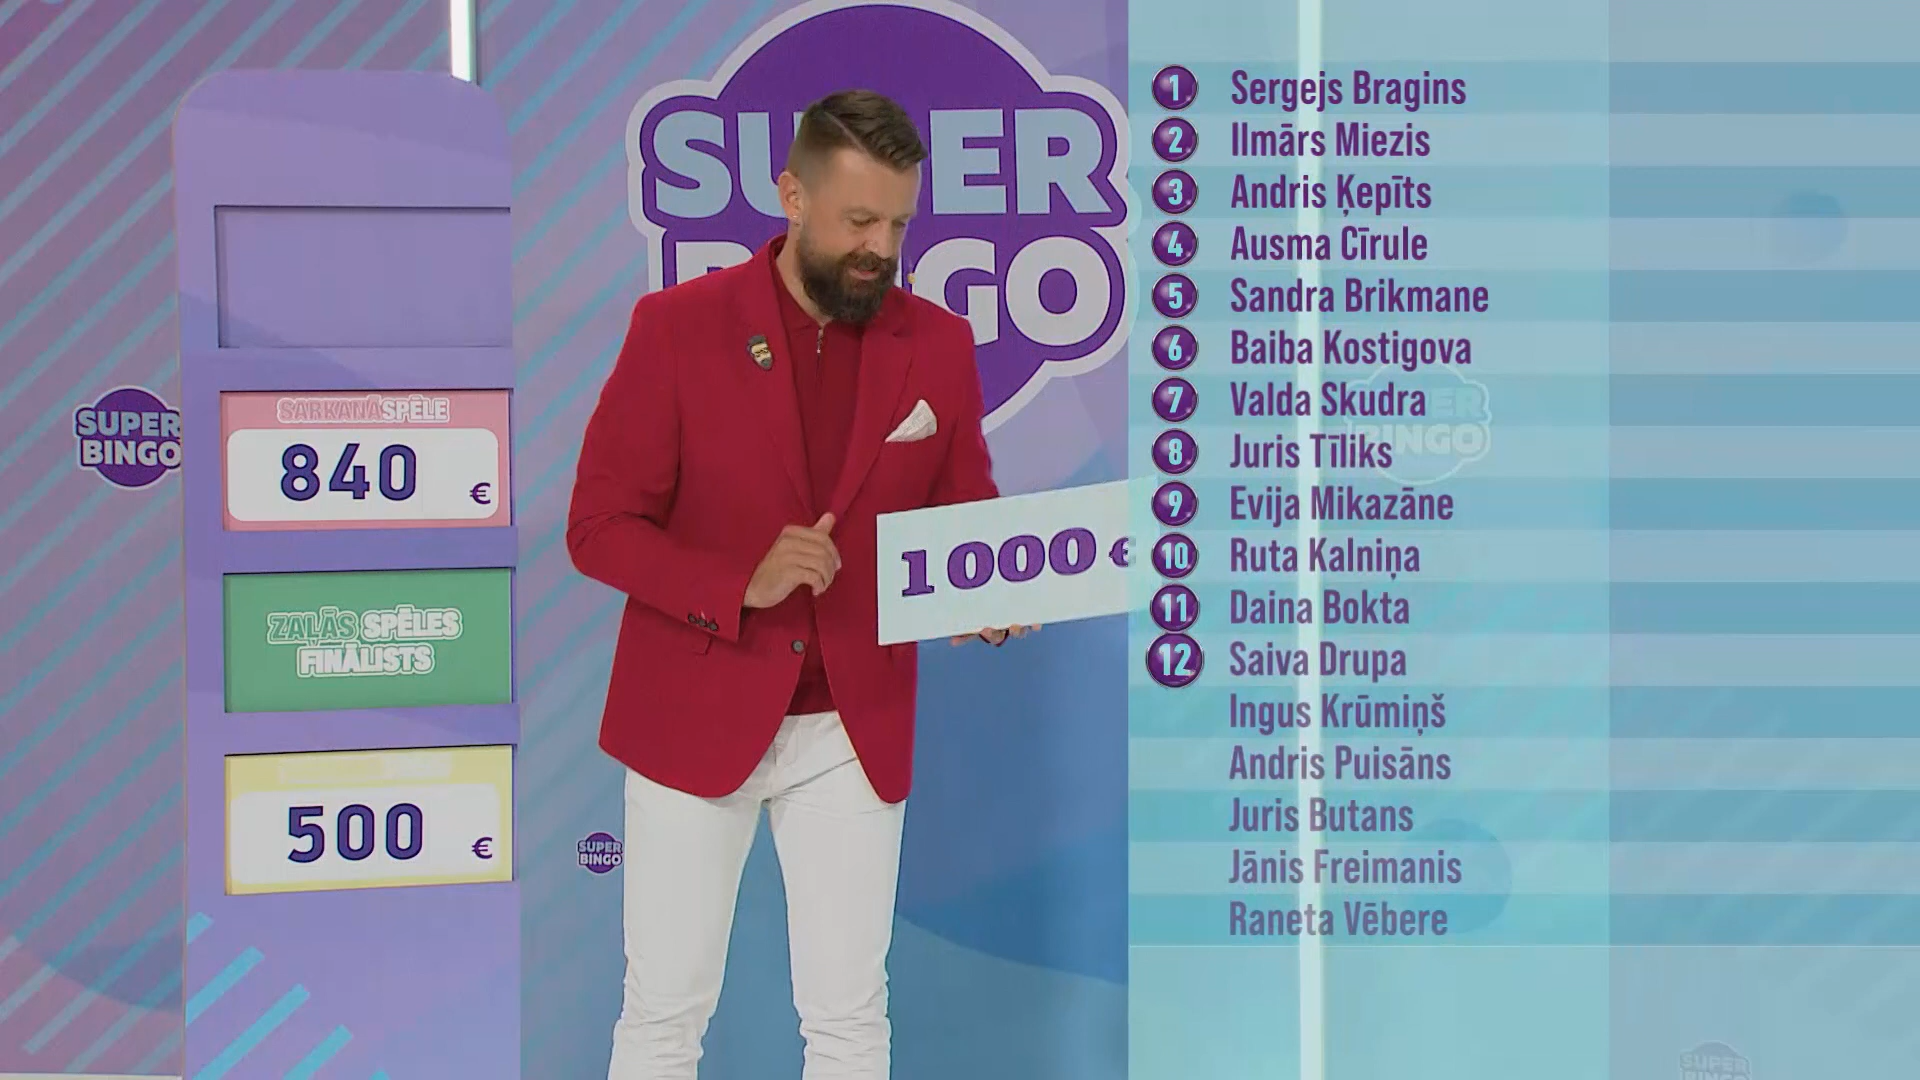 SUPER
BINGO
SUPER
BINGO
SARKANĀ SPĒLE
840 €
ZAĻĀS SPĒLES
FINĀLISTS
500 €
1000 €
SUPER
BINGO
1 Sergejs Bragins
2 Ilmārs Miezis
3 Andris Ķepīts
4 Ausma Cīrule
5 Sandra Brikmane
6 Baiba Kostigova
7 Valda Skudra
8 Juris Tīliks
9 Evija Mikazāne
10 Ruta Kalniņa
11 Daina Bokta
12 Saiva Drupa
Ingus Krūmiņš
Andris Puisāns
Juris Butans
Jānis Freimanis
Raneta Vēbere
SUPER
BINGO